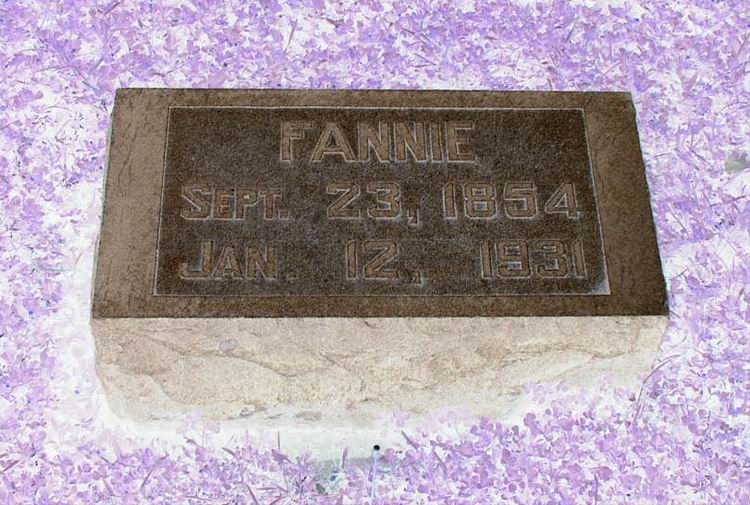 FANNIE
SEPT. 23, 1854
JAN. 12, 1931